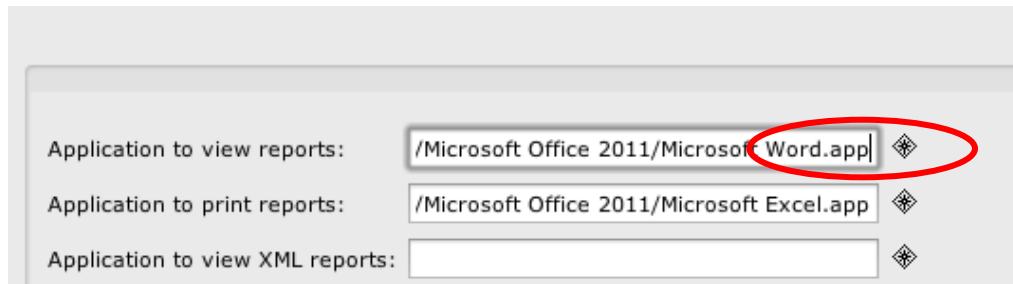 Application to view reports: /Microsoft Office 2011/Microsoft Word.app
Application to print reports: /Microsoft Office 2011/Microsoft Excel.app
Application to view XML reports: